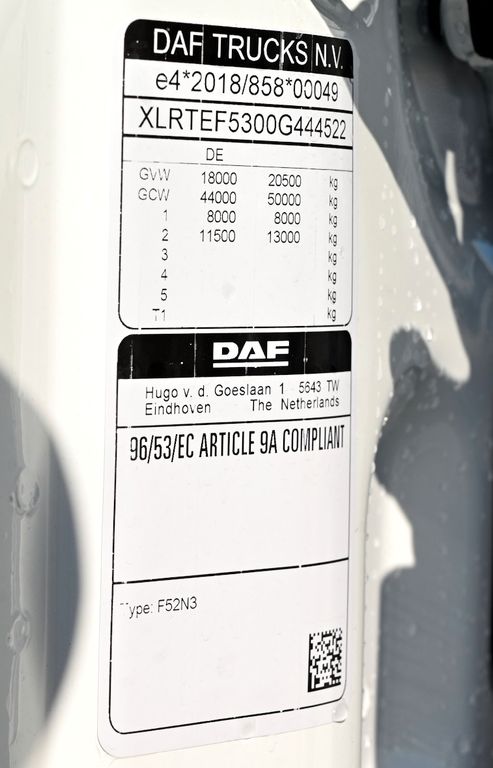 DAF TRUCKS N.V.
e4*2018/858*00049
XLRTEF5300G444522
DE
GVW 18000 20500 kg
GCW 44000 50000 kg
1 8000 8000 kg
2 11500 13000 kg
3 kg
4 kg
5 kg
T1 kg
DAF
Hugo v. d. Goeslaan 1 5643 TW
Eindhoven The Netherlands
96/53/EC ARTICLE 9A COMPLIANT
Type: F52N3